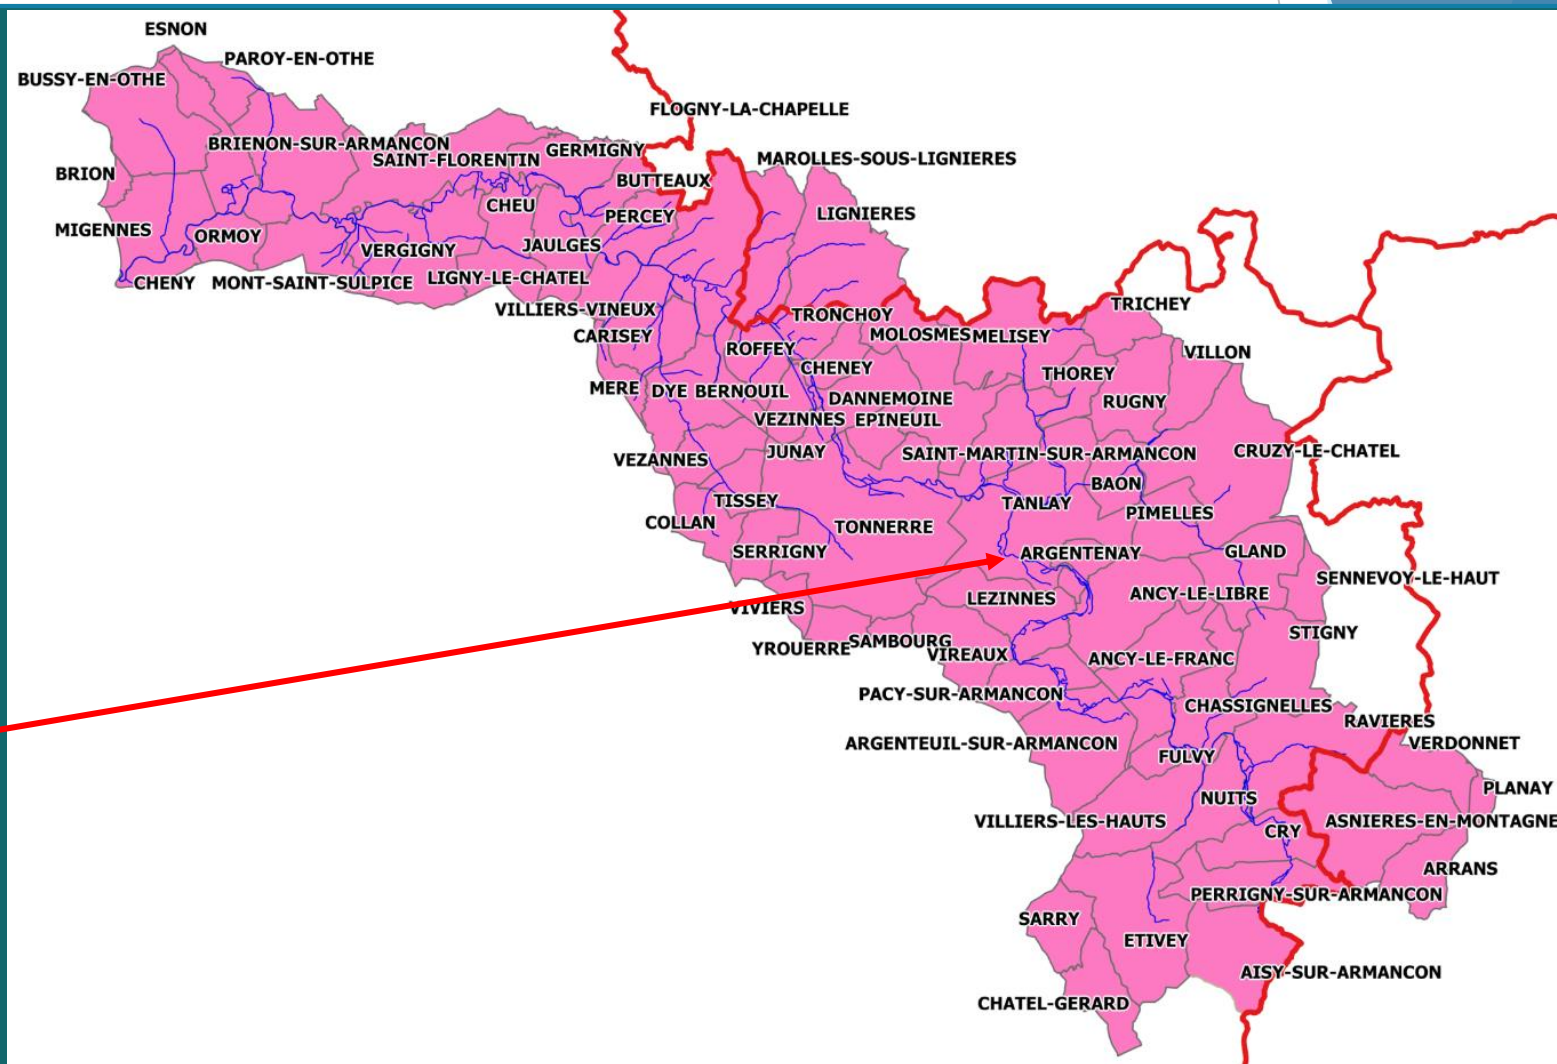 ESNON
PAROY-EN-OTHE
BUSSY-EN-OTHE
FLOGNY-LA-CHAPELLE
BRIENON-SUR-ARMANCON
GERMIGNY
SAINT-FLORENTIN
MAROLLES-SOUS-LIGNIERES
BRION
BUTTEAUX
CHEU
PERCEY
LIGNIERES
MIGENNES
ORMOY
VERGIGNY
JAULGES
CHENY
MONT-SAINT-SULPICE
LIGNY-LE-CHATEL
VILLIERS-VINEUX
TRONCHOY
TRICHEY
CARISEY
MOLOSMES
MELISEY
ROFFEY
VILLON
CHENEY
THOREY
MERE
DYE
BERNOUIL
DANNEMOINE
RUGNY
VEZINNES
EPINEUIL
JUNAY
SAINT-MARTIN-SUR-ARMANCON
CRUZY-LE-CHATEL
VEZANNES
BAON
TISSEY
TANLAY
PIMELLES
COLLAN
TONNERRE
SERRIGNY
ARGENTENAY
GLAND
SENNEVOY-LE-HAUT
LEZINNES
ANCY-LE-LIBRE
VIVIERS
STIGNY
YROUERRE
SAMBOURG
VIREAUX
ANCY-LE-FRANC
PACY-SUR-ARMANCON
CHASSIGNELLES
RAVIERES
ARGENTEUIL-SUR-ARMANCON
VERDONNET
FULVY
PLANAY
NUITS
VILLIERS-LES-HAUTS
CRY
ASNIERES-EN-MONTAGNE
ARRANS
PERRIGNY-SUR-ARMANCON
SARRY
ETIVEY
AISY-SUR-ARMANCON
CHATEL-GERARD